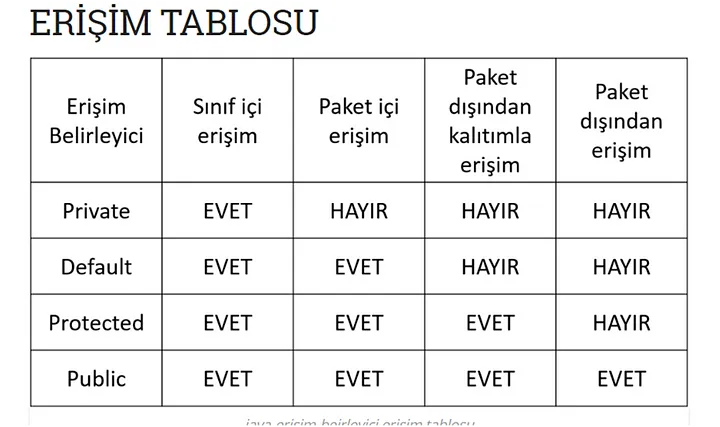 ERİŞİM TABLOSU
Erişim Belirleyici
Sınıf içi erişim
Paket içi erişim
Paket dışından kalıtımla erişim
Paket dışından erişim
Private EVET HAYIR HAYIR HAYIR
Default EVET EVET HAYIR HAYIR
Protected EVET EVET EVET HAYIR
Public EVET EVET EVET EVET
java erişim beirleyici erişim tablosu